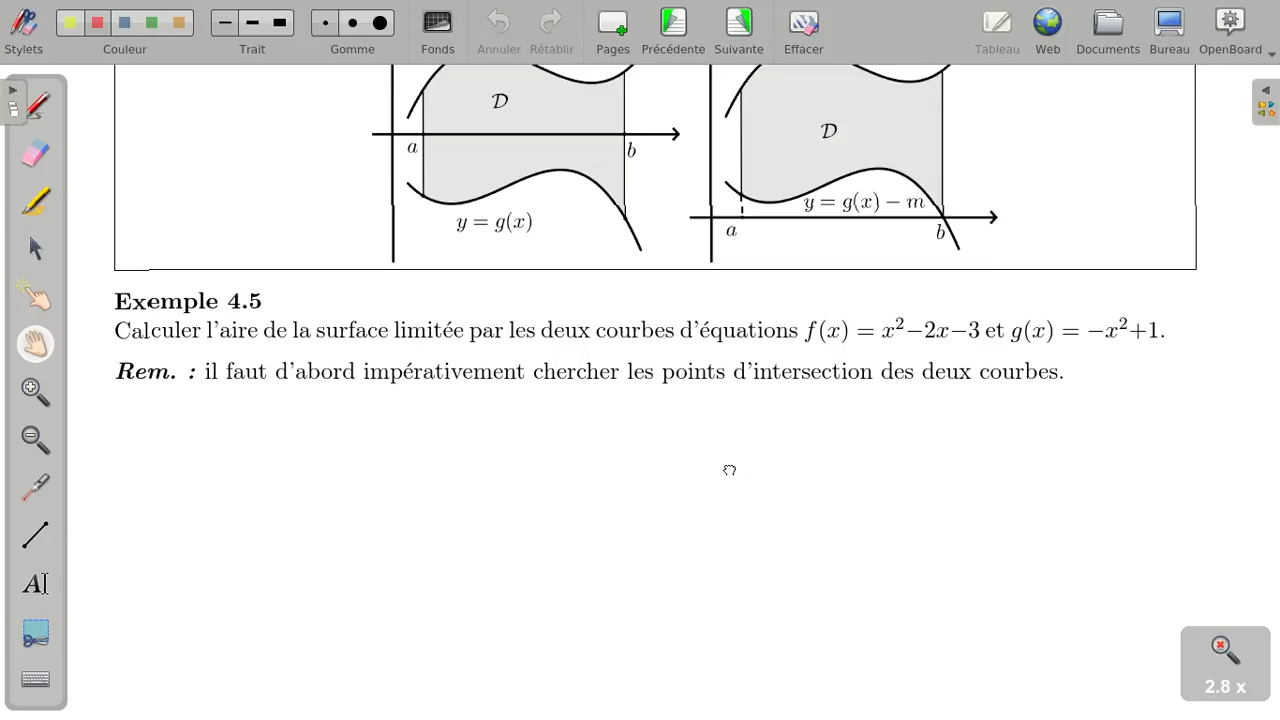 Stylets Couleur Trait Gomme Fonds Annuler Rétablir Pages Précédente Suivante Effacer Tableau Web Documents Bureau OpenBoard
𝒟 𝒟
a b
y = g(x) y = g(x) − m
a b
Exemple 4.5
Calculer l'aire de la surface limitée par les deux courbes d'équations f(x) = x²−2x−3 et g(x) = −x²+1.
Rem. : il faut d'abord impérativement chercher les points d'intersection des deux courbes.
A
2.8 x